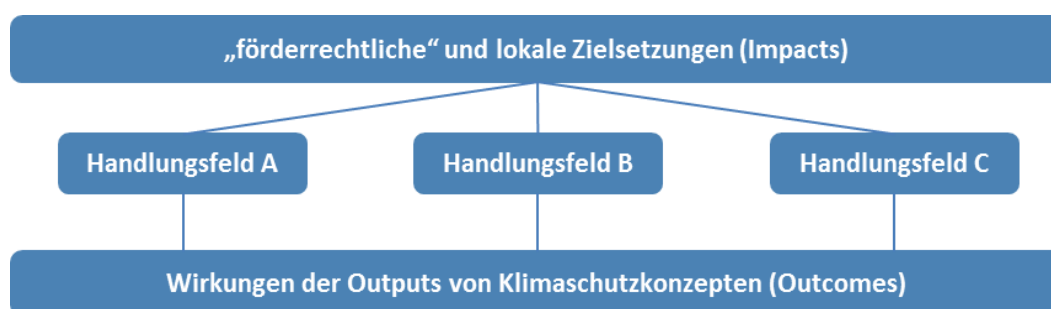 „förderrechtliche“ und lokale Zielsetzungen (Impacts)
Handlungsfeld A
Handlungsfeld B
Handlungsfeld C
Wirkungen der Outputs von Klimaschutzkonzepten (Outcomes)